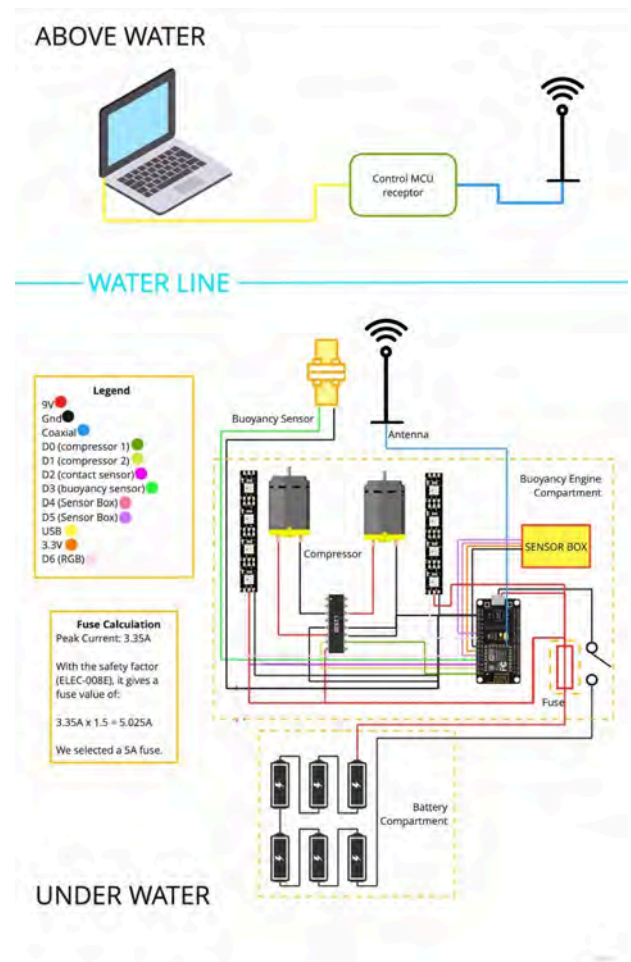 ABOVE WATER
Control MCU
receptor
WATER LINE
Legend
9V
Gnd
Coaxial
D0 (compressor 1)
D1 (compressor 2)
D2 (contact sensor)
D3 (buoyancy sensor)
D4 (Sensor Box)
D5 (Sensor Box)
USB
3.3V
D6 (RGB)
Buoyancy Sensor
Antenna
Buoyancy Engine
Compartment
Compressor
SENSOR BOX
Fuse
Fuse Calculation
Peak Current: 3.35A
With the safety factor
(ELEC-008E), it gives a
fuse value of:
3.35A x 1.5 = 5.025A
We selected a 5A fuse.
Battery
Compartment
UNDER WATER